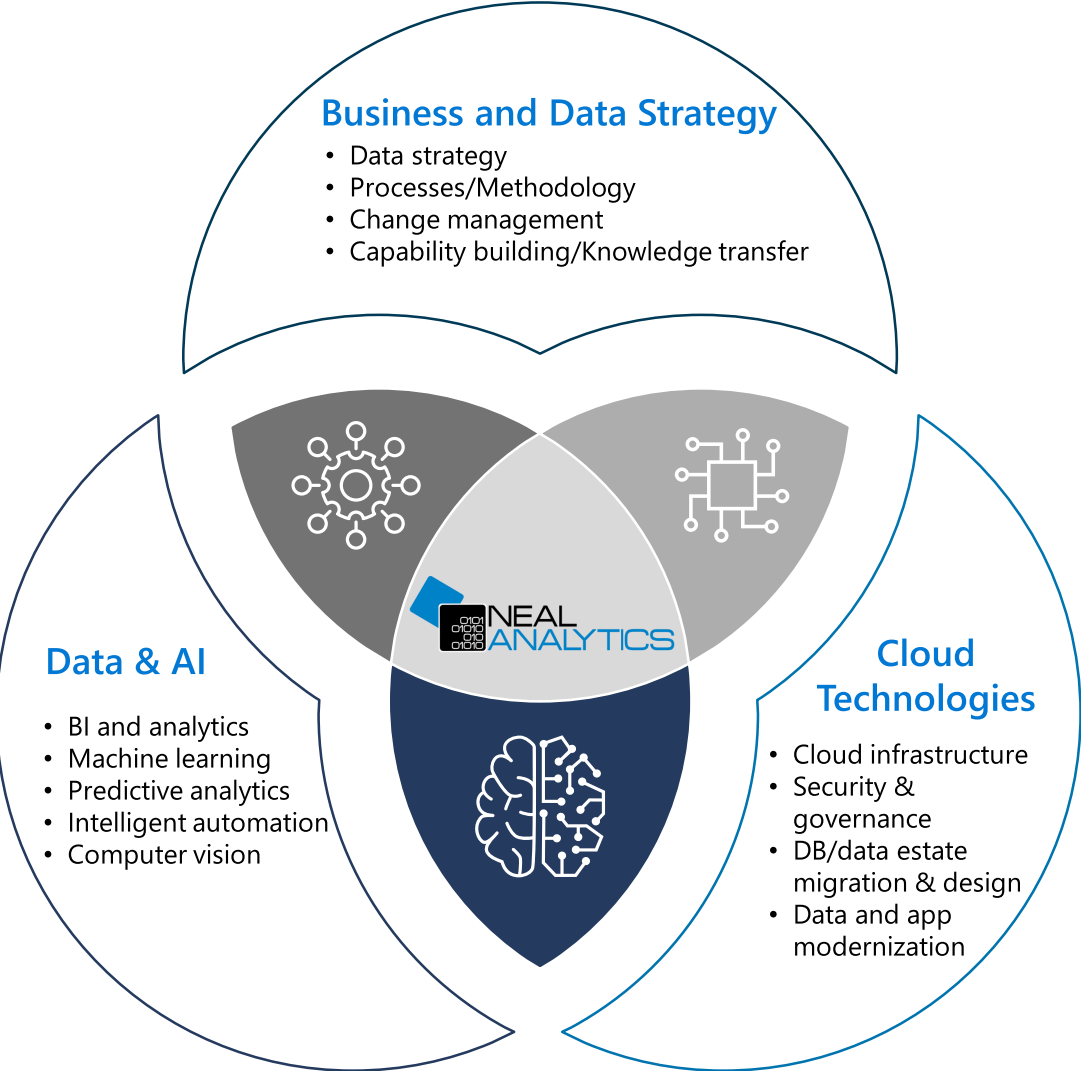 Business and Data Strategy
• Data strategy
• Processes/Methodology
• Change management
• Capability building/Knowledge transfer
0101
01010
010
01010
NEAL
ANALYTICS
Data & AI
• BI and analytics
• Machine learning
• Predictive analytics
• Intelligent automation
• Computer vision
Cloud
Technologies
• Cloud infrastructure
• Security &
governance
• DB/data estate
migration & design
• Data and app
modernization